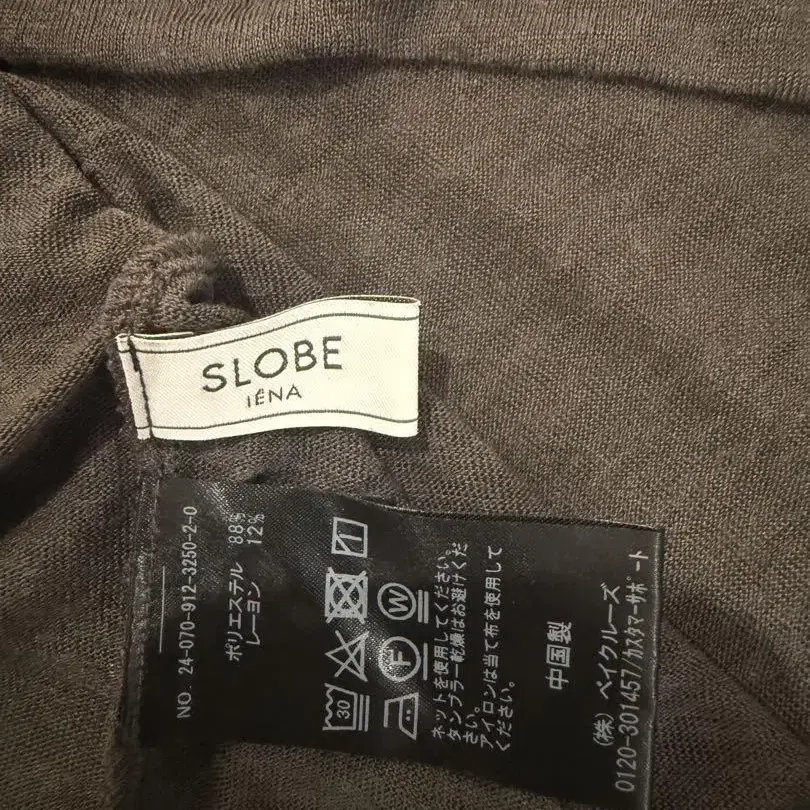 SLOBE
IÉNA
NO. 24-070-912-3250-2-0
ポリエステル 88%
レーヨン 12%
30
F W
ネットを使用してください。
タンブラー乾燥はお避けくだ
さい。
アイロンは当て布を使用して
ください。
中国製
(株) ベイクルーズ
0120-301457/カスタマーサポート